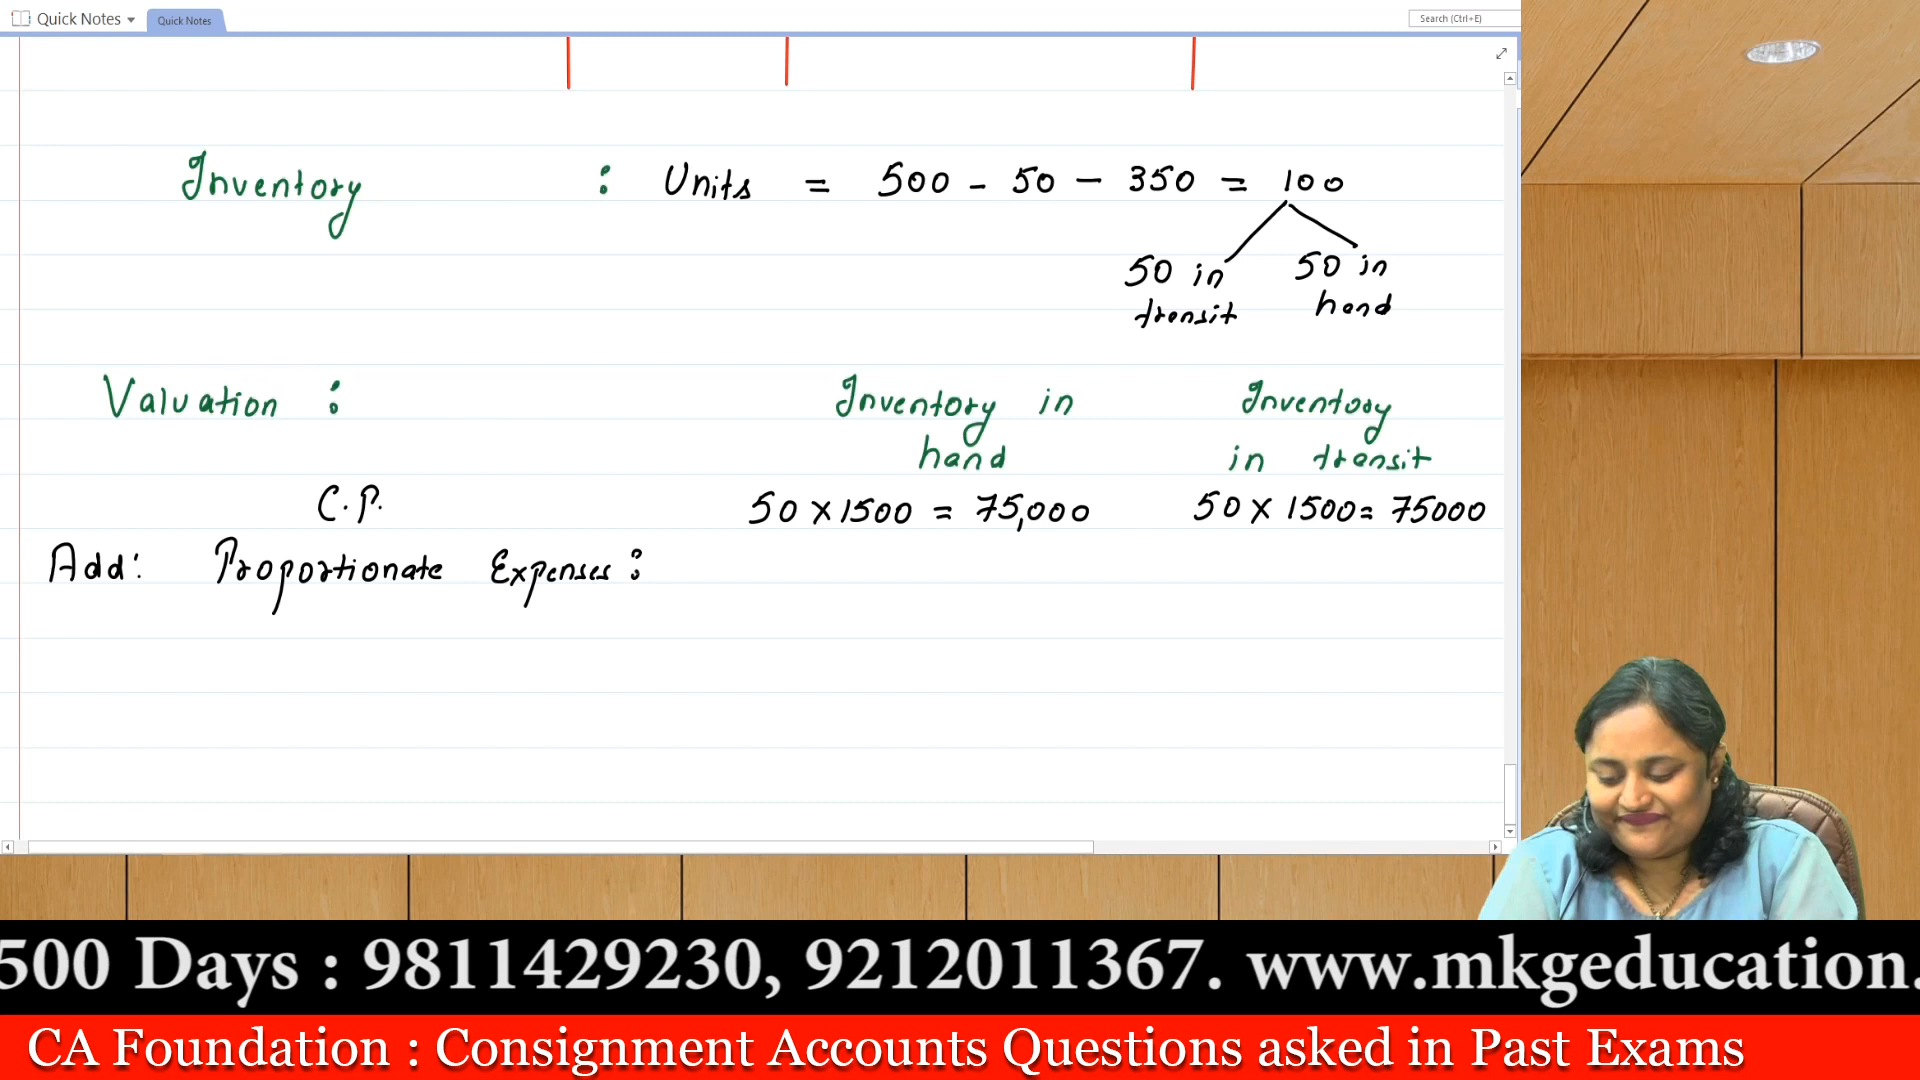 Quick Notes
Quick Notes
Search (Ctrl+E)
Inventory : Units = 500 - 50 - 350 = 100
50 in transit
50 in hand
Valuation :
Inventory in hand
Inventory in transit
C.P. 50 x 1500 = 75,000 50 x 1500 = 75000
Add: Proportionate Expenses :
500 Days : 9811429230, 9212011367. www.mkgeducation.
CA Foundation : Consignment Accounts Questions asked in Past Exams